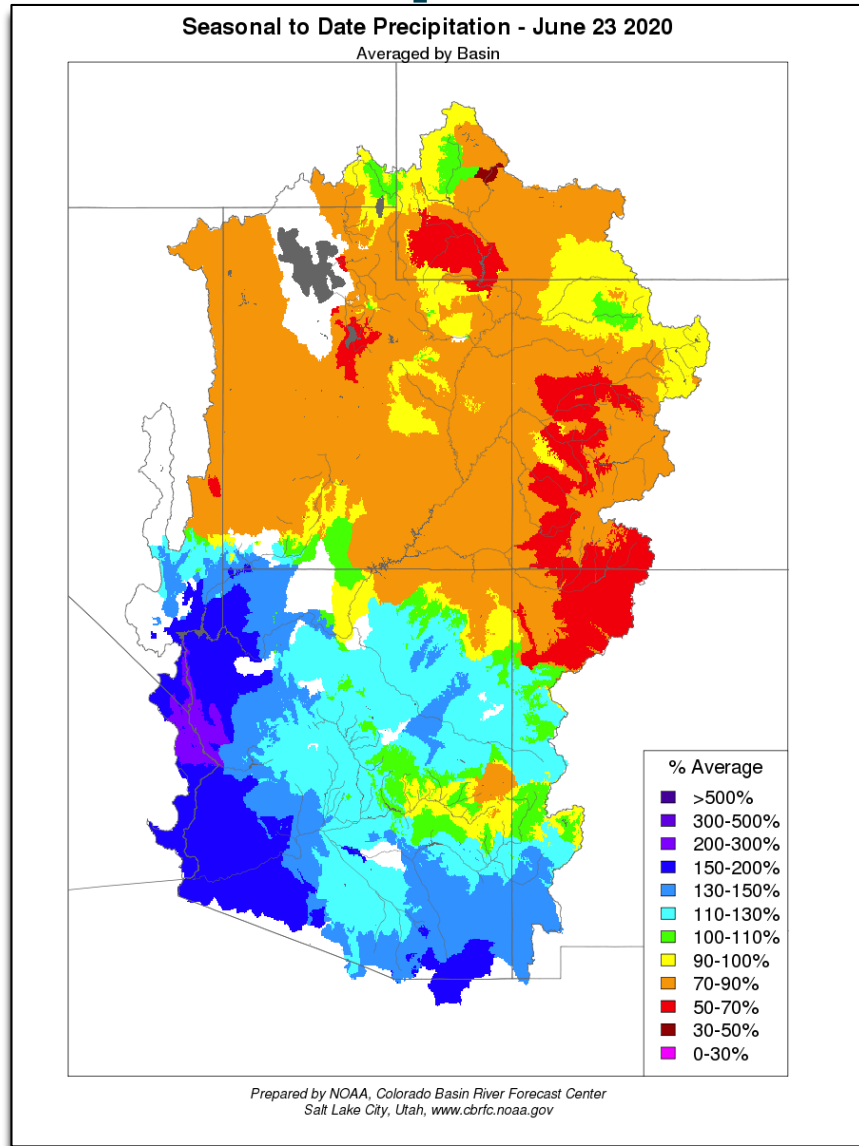 Seasonal to Date Precipitation - June 23 2020
Averaged by Basin
% Average
>500%
300-500%
200-300%
150-200%
130-150%
110-130%
100-110%
90-100%
70-90%
50-70%
30-50%
0-30%
Prepared by NOAA, Colorado Basin River Forecast Center
Salt Lake City, Utah, www.cbrfc.noaa.gov